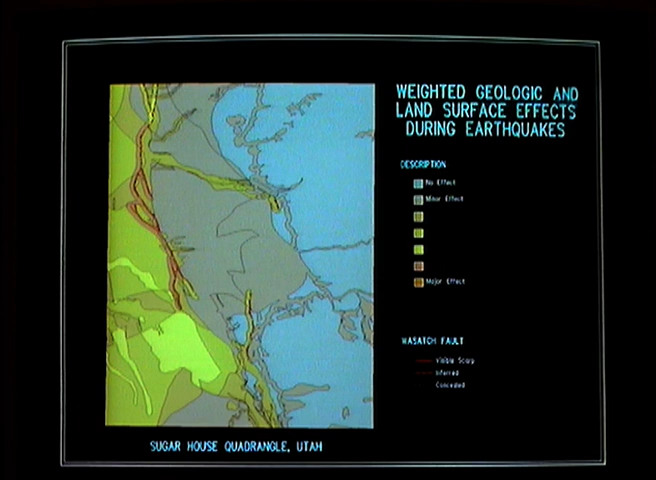 WEIGHTED GEOLOGIC AND
LAND SURFACE EFFECTS
DURING EARTHQUAKES
DESCRIPTION
No Effect
Minor Effect
Major Effect
WASATCH FAULT
Visible Scarp
Inferred
Concealed
SUGAR HOUSE QUADRANGLE, UTAH